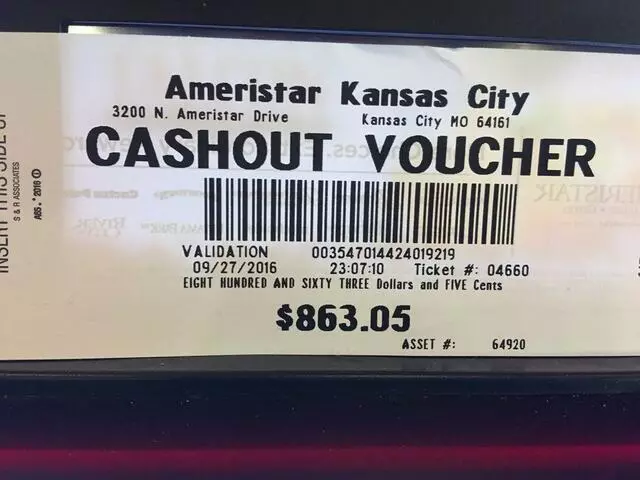 Ameristar Kansas City
3200 N. Ameristar Drive Kansas City MO 64161
CASHOUT VOUCHER
VALIDATION 003547014424019219
09/27/2016 23:07:10 Ticket #: 04660
EIGHT HUNDRED AND SIXTY THREE Dollars and FIVE Cents
$863.05
ASSET #: 64920
INSERT THIS SIDE UP
S & R ASSOCIATES